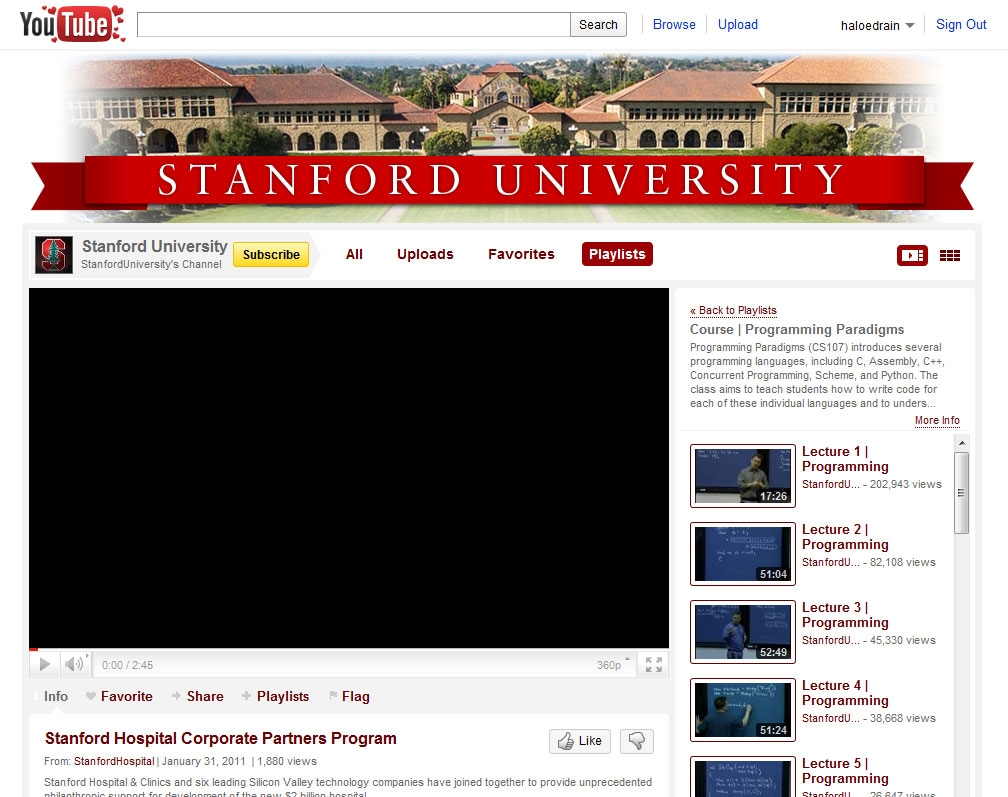 YouTube
Search
Browse
Upload
haloedrain
Sign Out
STANFORD UNIVERSITY
S
Stanford University
StanfordUniversity's Channel
Subscribe
All
Uploads
Favorites
Playlists
« Back to Playlists
Course | Programming Paradigms
Programming Paradigms (CS107) introduces several
programming languages, including C, Assembly, C++,
Concurrent Programming, Scheme, and Python. The
class aims to teach students how to write code for
each of these individual languages and to unders...
More Info
17:26
Lecture 1 |
Programming
StanfordU... - 202,943 views
51:04
Lecture 2 |
Programming
StanfordU... - 82,108 views
52:49
Lecture 3 |
Programming
StanfordU... - 45,330 views
51:24
Lecture 4 |
Programming
StanfordU... - 38,668 views
Lecture 5 |
Programming
StanfordU... - 26,647 views
0:00 / 2:45
360p
Info
Favorite
Share
Playlists
Flag
Stanford Hospital Corporate Partners Program
Like
From: StanfordHospital | January 31, 2011 | 1,880 views
Stanford Hospital & Clinics and six leading Silicon Valley technology companies have joined together to provide unprecedented
philanthropic support for development of the new $2 billion hospital